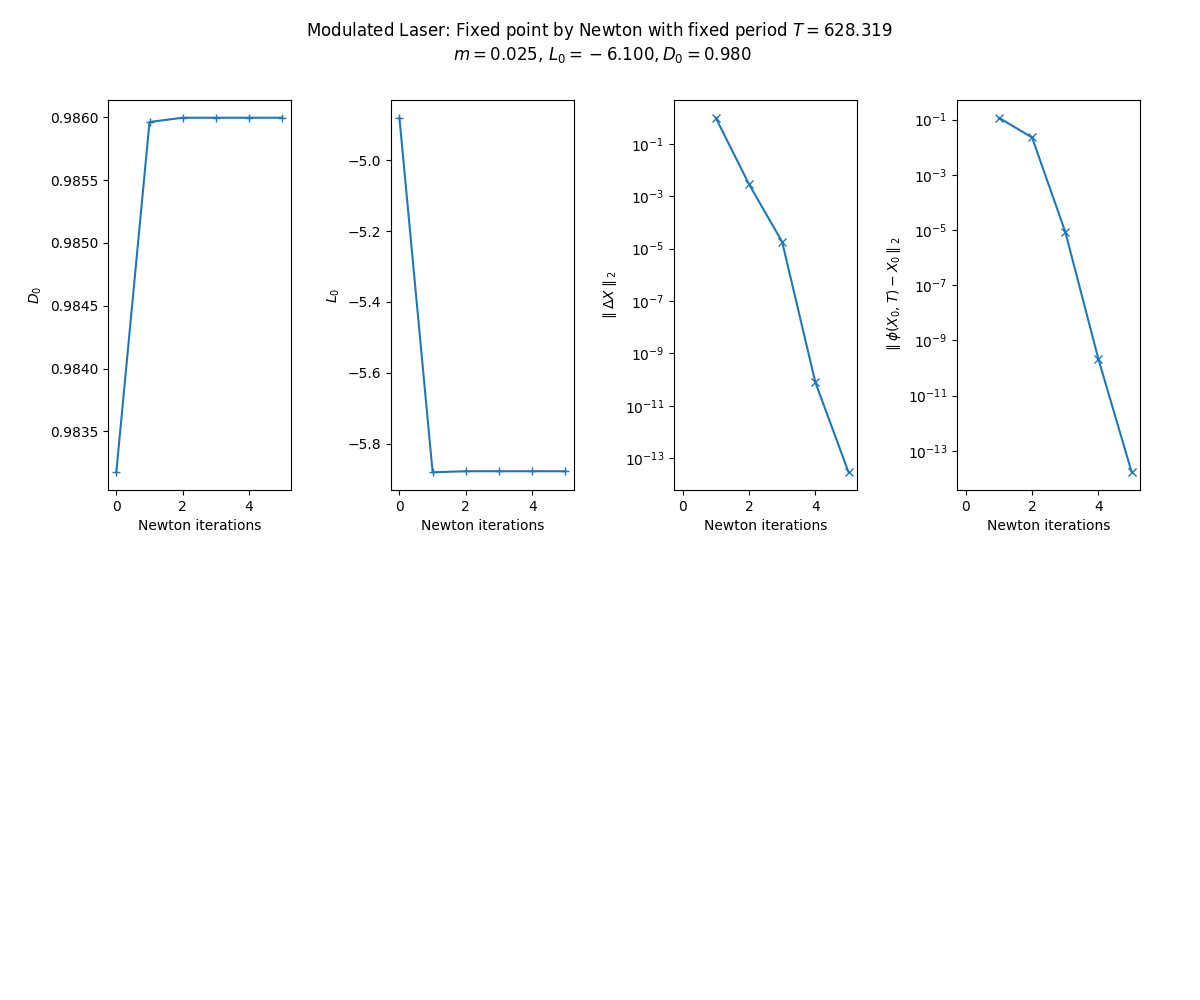 Modulated Laser: Fixed point by Newton with fixed period T = 628.319
m = 0.025, L₀ = −6.100, D₀ = 0.980
D₀
0.9860
0.9855
0.9850
0.9845
0.9840
0.9835
0 2 4
Newton iterations
L₀
−5.0
−5.2
−5.4
−5.6
−5.8
0 2 4
Newton iterations
‖ ΔX ‖ ₂
10⁻¹
10⁻³
10⁻⁵
10⁻⁷
10⁻⁹
10⁻¹¹
10⁻¹³
0 2 4
Newton iterations
‖ ϕ(X₀, T) − X₀ ‖ ₂
10⁻¹
10⁻³
10⁻⁵
10⁻⁷
10⁻⁹
10⁻¹¹
10⁻¹³
0 2 4
Newton iterations